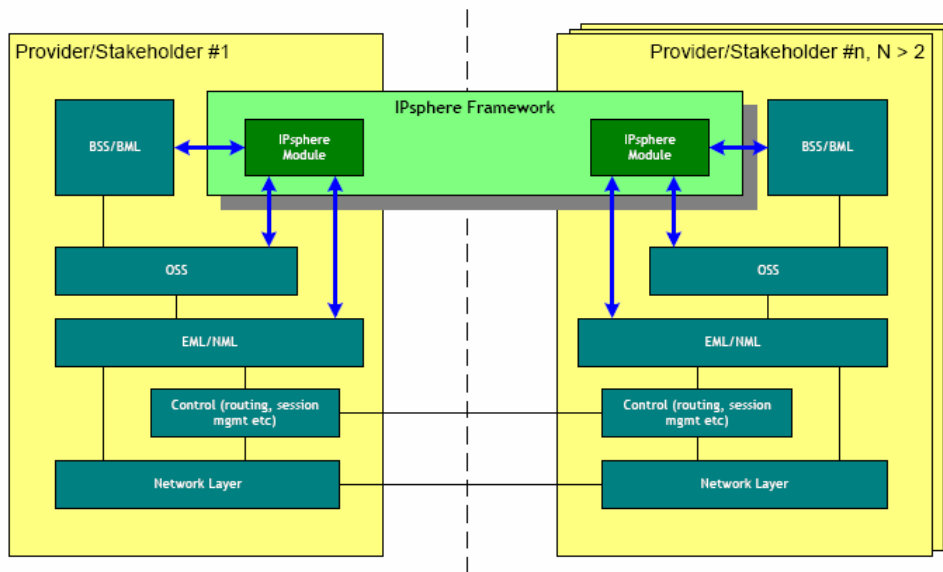 Provider/Stakeholder #1
Provider/Stakeholder #n, N > 2
IPsphere Framework
BSS/BML
IPsphere
Module
IPsphere
Module
BSS/BML
OSS
OSS
EML/NML
EML/NML
Control (routing, session
mgmt etc)
Control (routing, session
mgmt etc)
Network Layer
Network Layer